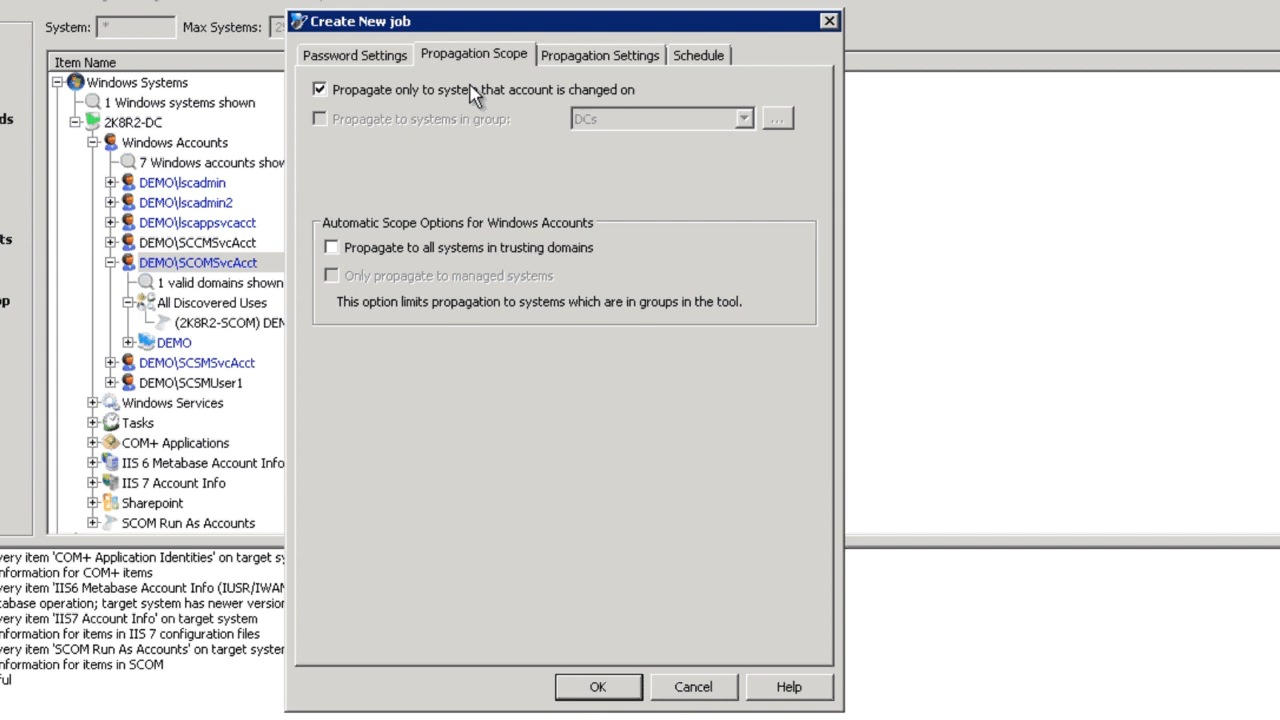 System: *
Max Systems: 2
Create New job
Password Settings
Propagation Scope
Propagation Settings
Schedule
Item Name
Windows Systems
1 Windows systems shown
2K8R2-DC
Windows Accounts
7 Windows accounts show
DEMO\lscadmin
DEMO\lscadmin2
DEMO\lscappsvcacct
DEMO\SCCMSvcAcct
DEMO\SCOMSvcAcct
1 valid domains shown
All Discovered Uses
(2K8R2-SCOM) DEM
DEMO
DEMO\SCSMSvcAcct
DEMO\SCSMUser1
Windows Services
Tasks
COM+ Applications
IIS 6 Metabase Account Info
IIS 7 Account Info
Sharepoint
SCOM Run As Accounts
ds
ts
op
Propagate only to system that account is changed on
Propagate to systems in group:
DCs
...
Automatic Scope Options for Windows Accounts
Propagate to all systems in trusting domains
Only propagate to managed systems
This option limits propagation to systems which are in groups in the tool.
OK
Cancel
Help
very item 'COM+ Application Identities' on target sy
nformation for COM+ items
very item 'IIS6 Metabase Account Info (IUSR/IWAM
tabase operation; target system has newer version
very item 'IIS7 Account Info' on target system
nformation for items in IIS 7 configuration files
very item 'SCOM Run As Accounts' on target system
nformation for items in SCOM
ful